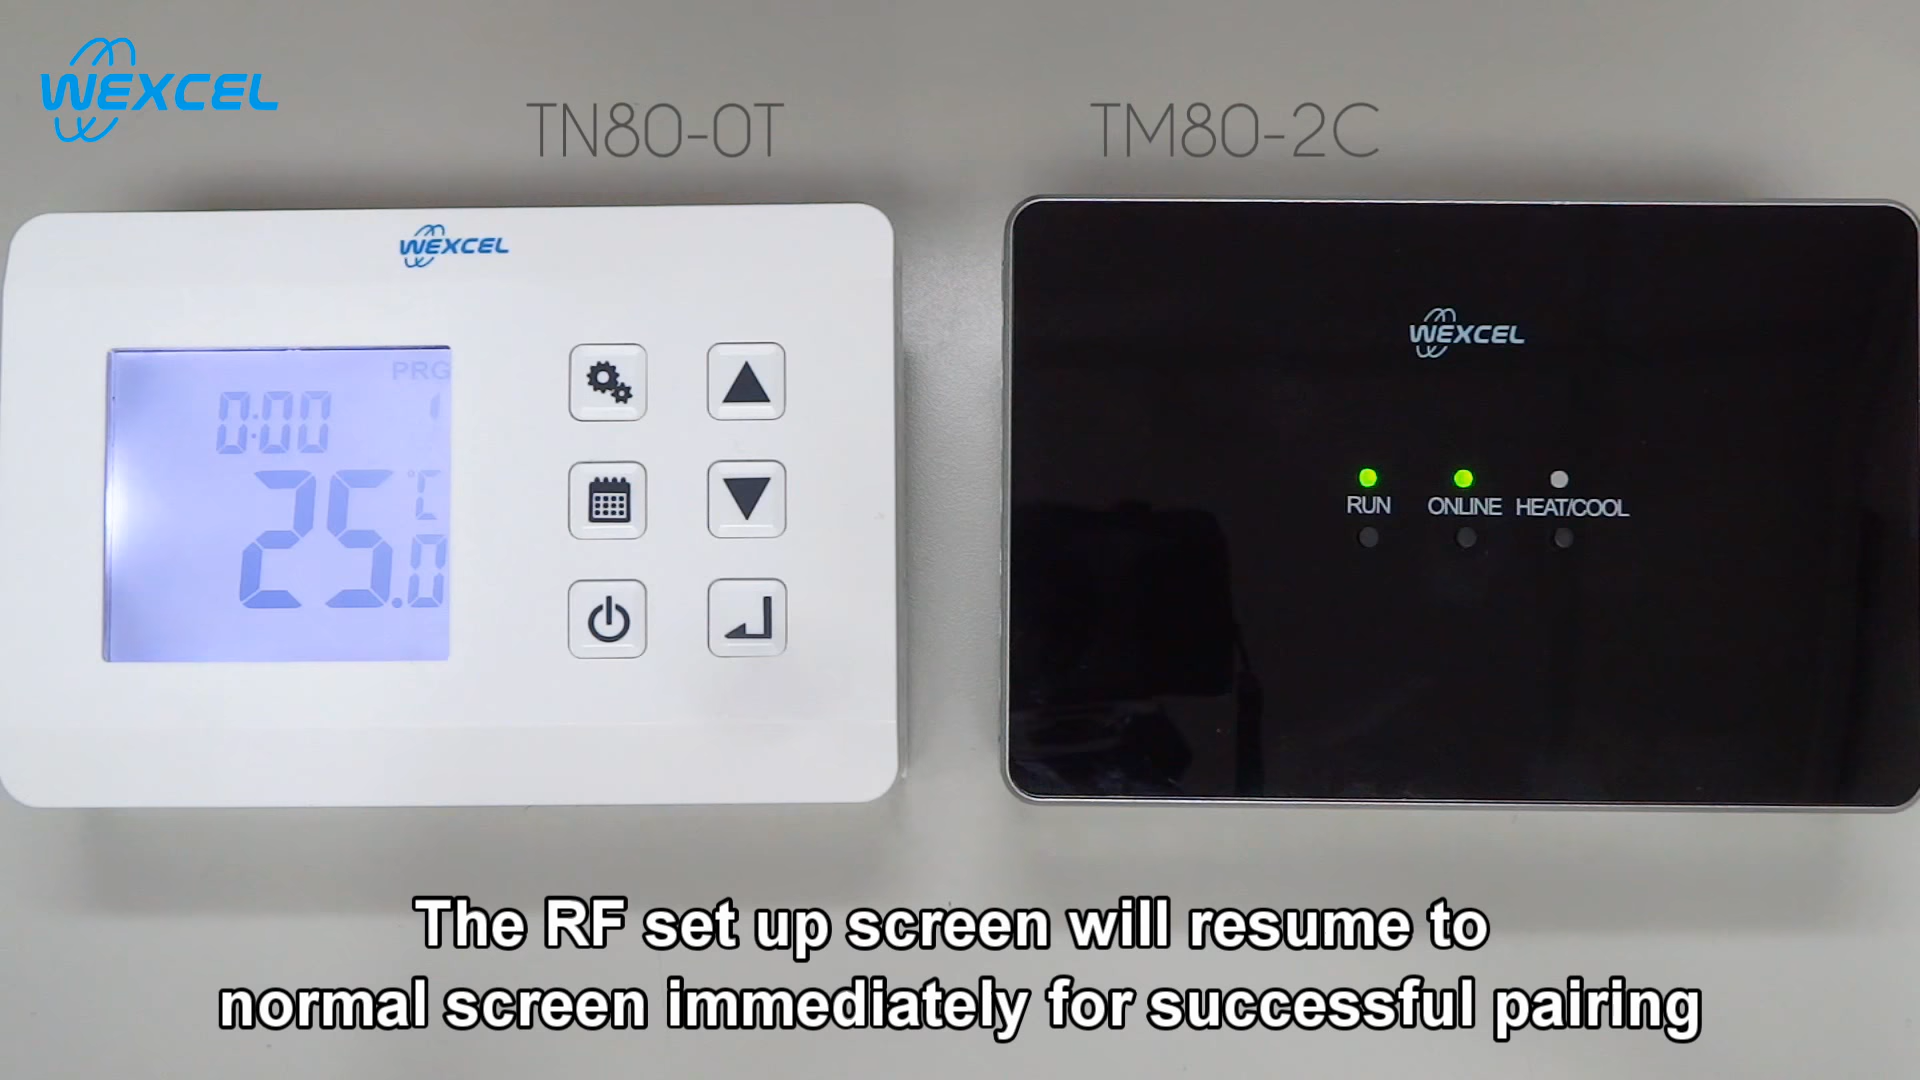 WEXCEL
TN80-0T
TM80-2C
WEXCEL
PRG
0:00 1
25.0 °C
WEXCEL
RUN ONLINE HEAT/COOL
The RF set up screen will resume to
normal screen immediately for successful pairing